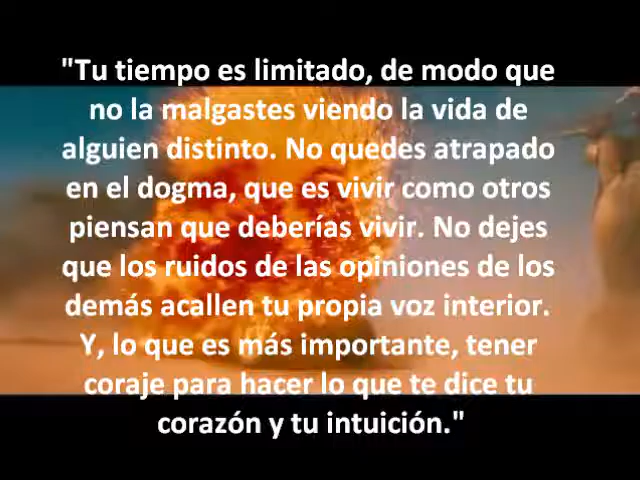 "Tu tiempo es limitado, de modo que
no la malgastes viendo la vida de
alguien distinto. No quedes atrapado
en el dogma, que es vivir como otros
piensan que deberías vivir. No dejes
que los ruidos de las opiniones de los
demás acallen tu propia voz interior.
Y, lo que es más importante, tener
coraje para hacer lo que te dice tu
corazón y tu intuición."